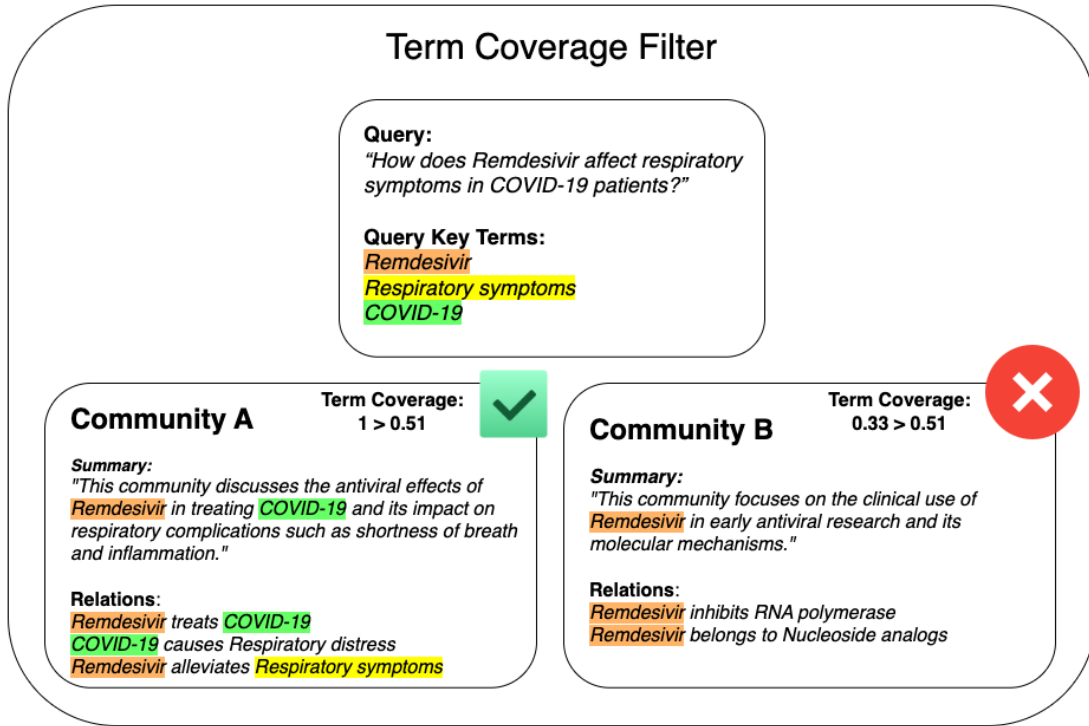 Term Coverage Filter
Query:
“How does Remdesivir affect respiratory
symptoms in COVID-19 patients?”
Query Key Terms:
Remdesivir
Respiratory symptoms
COVID-19
Community A
Term Coverage:
1 > 0.51
Summary:
"This community discusses the antiviral effects of
Remdesivir in treating COVID-19 and its impact on
respiratory complications such as shortness of breath
and inflammation."
Relations:
Remdesivir treats COVID-19
COVID-19 causes Respiratory distress
Remdesivir alleviates Respiratory symptoms
Community B
Term Coverage:
0.33 > 0.51
Summary:
"This community focuses on the clinical use of
Remdesivir in early antiviral research and its
molecular mechanisms."
Relations:
Remdesivir inhibits RNA polymerase
Remdesivir belongs to Nucleoside analogs